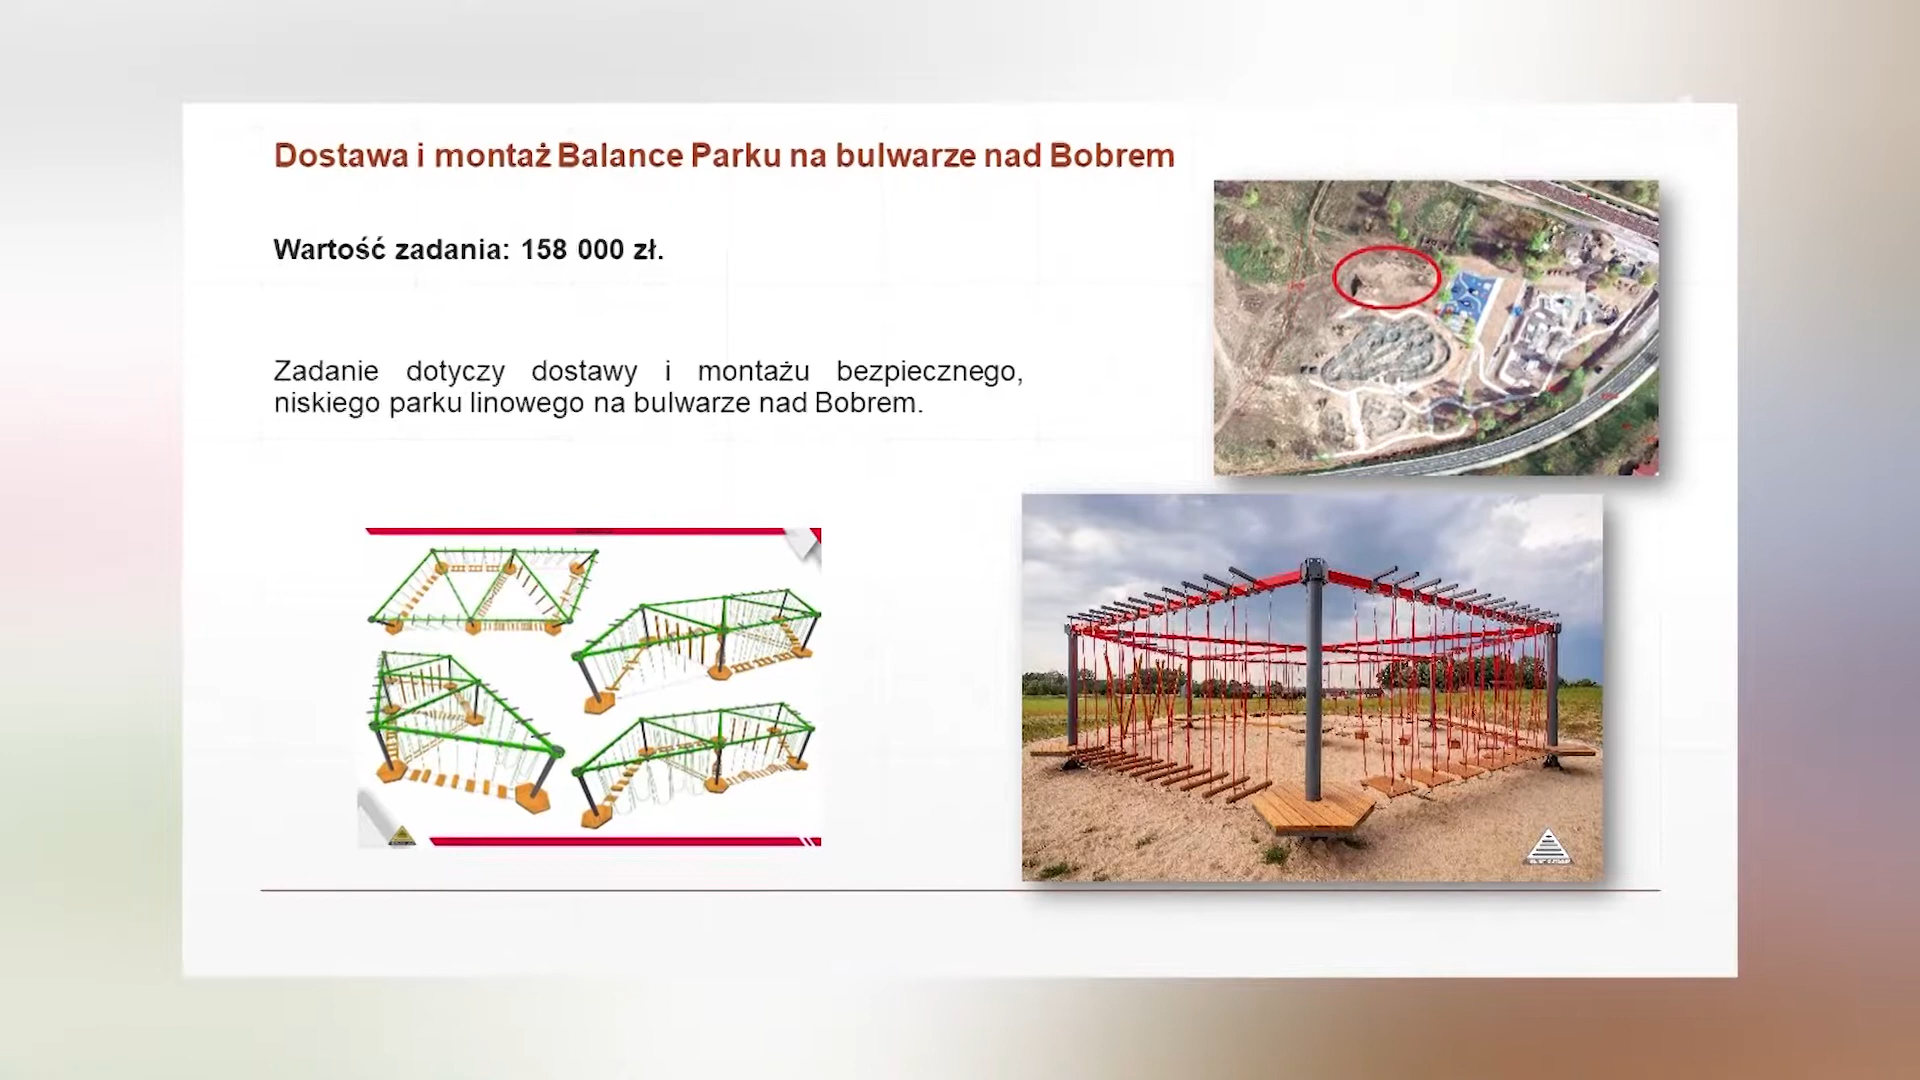 Dostawa i montaż Balance Parku na bulwarze nad Bobrem
Wartość zadania: 158 000 zł.
Zadanie dotyczy dostawy i montażu bezpiecznego,
niskiego parku linowego na bulwarze nad Bobrem.